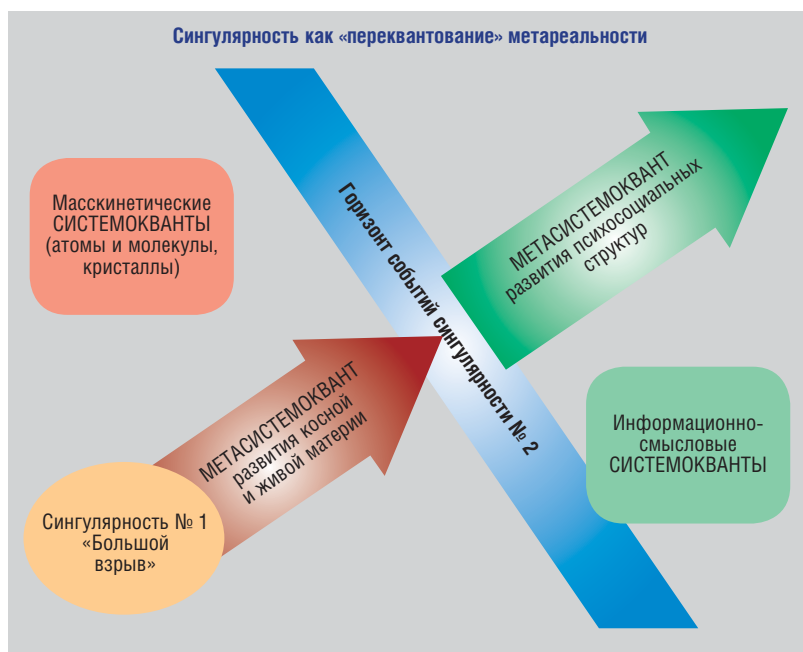 Сингулярность как «переквантование» метареальности
Масскинетические
СИСТЕМОКВАНТЫ
(атомы и молекулы,
кристаллы)
МЕТАСИСТЕМОКВАНТ
развития психосоциальных
структур
Горизонт событий сингулярности № 2
МЕТАСИСТЕМОКВАНТ
развития косной
и живой материи
Информационно-
смысловые
СИСТЕМОКВАНТЫ
Сингулярность № 1
«Большой
взрыв»